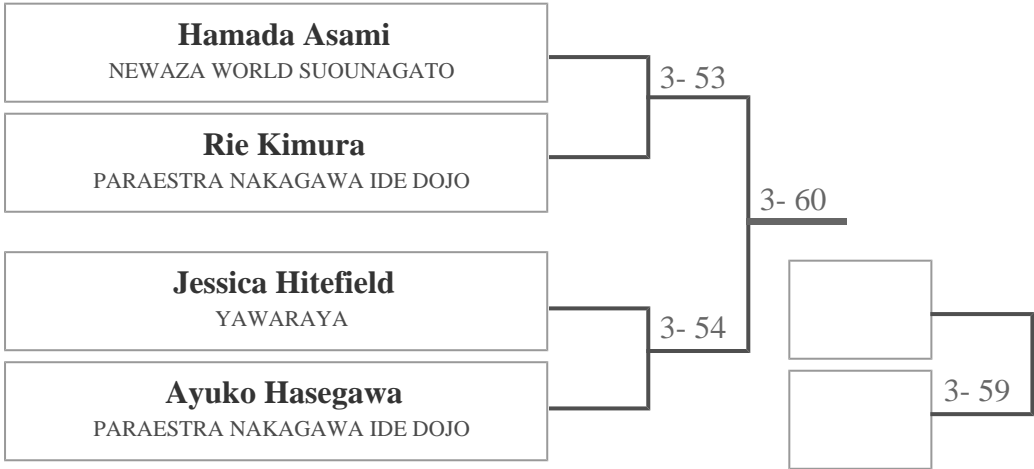 Hamada Asami
NEWAZA WORLD SUOUNAGATO
3- 53
Rie Kimura
PARAESTRA NAKAGAWA IDE DOJO
3- 60
Jessica Hitefield
YAWARAYA
3- 54
Ayuko Hasegawa
PARAESTRA NAKAGAWA IDE DOJO
3- 59